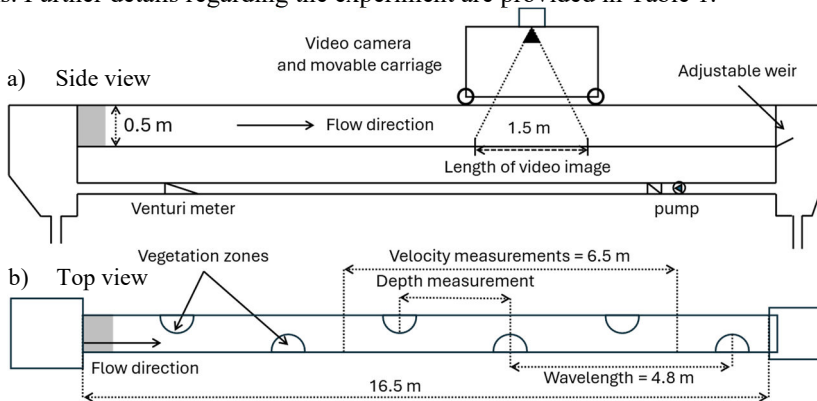 s. Further details regarding the experiment are provided in Table 1.
Video camera
and movable carriage
a) Side view
Adjustable weir
0.5 m
Flow direction
1.5 m
Length of video image
Venturi meter
pump
Vegetation zones
Velocity measurements = 6.5 m
b) Top view
Depth measurement
Flow direction
Wavelength = 4.8 m
16.5 m